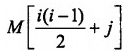 M[i(i-1)/2 + j]